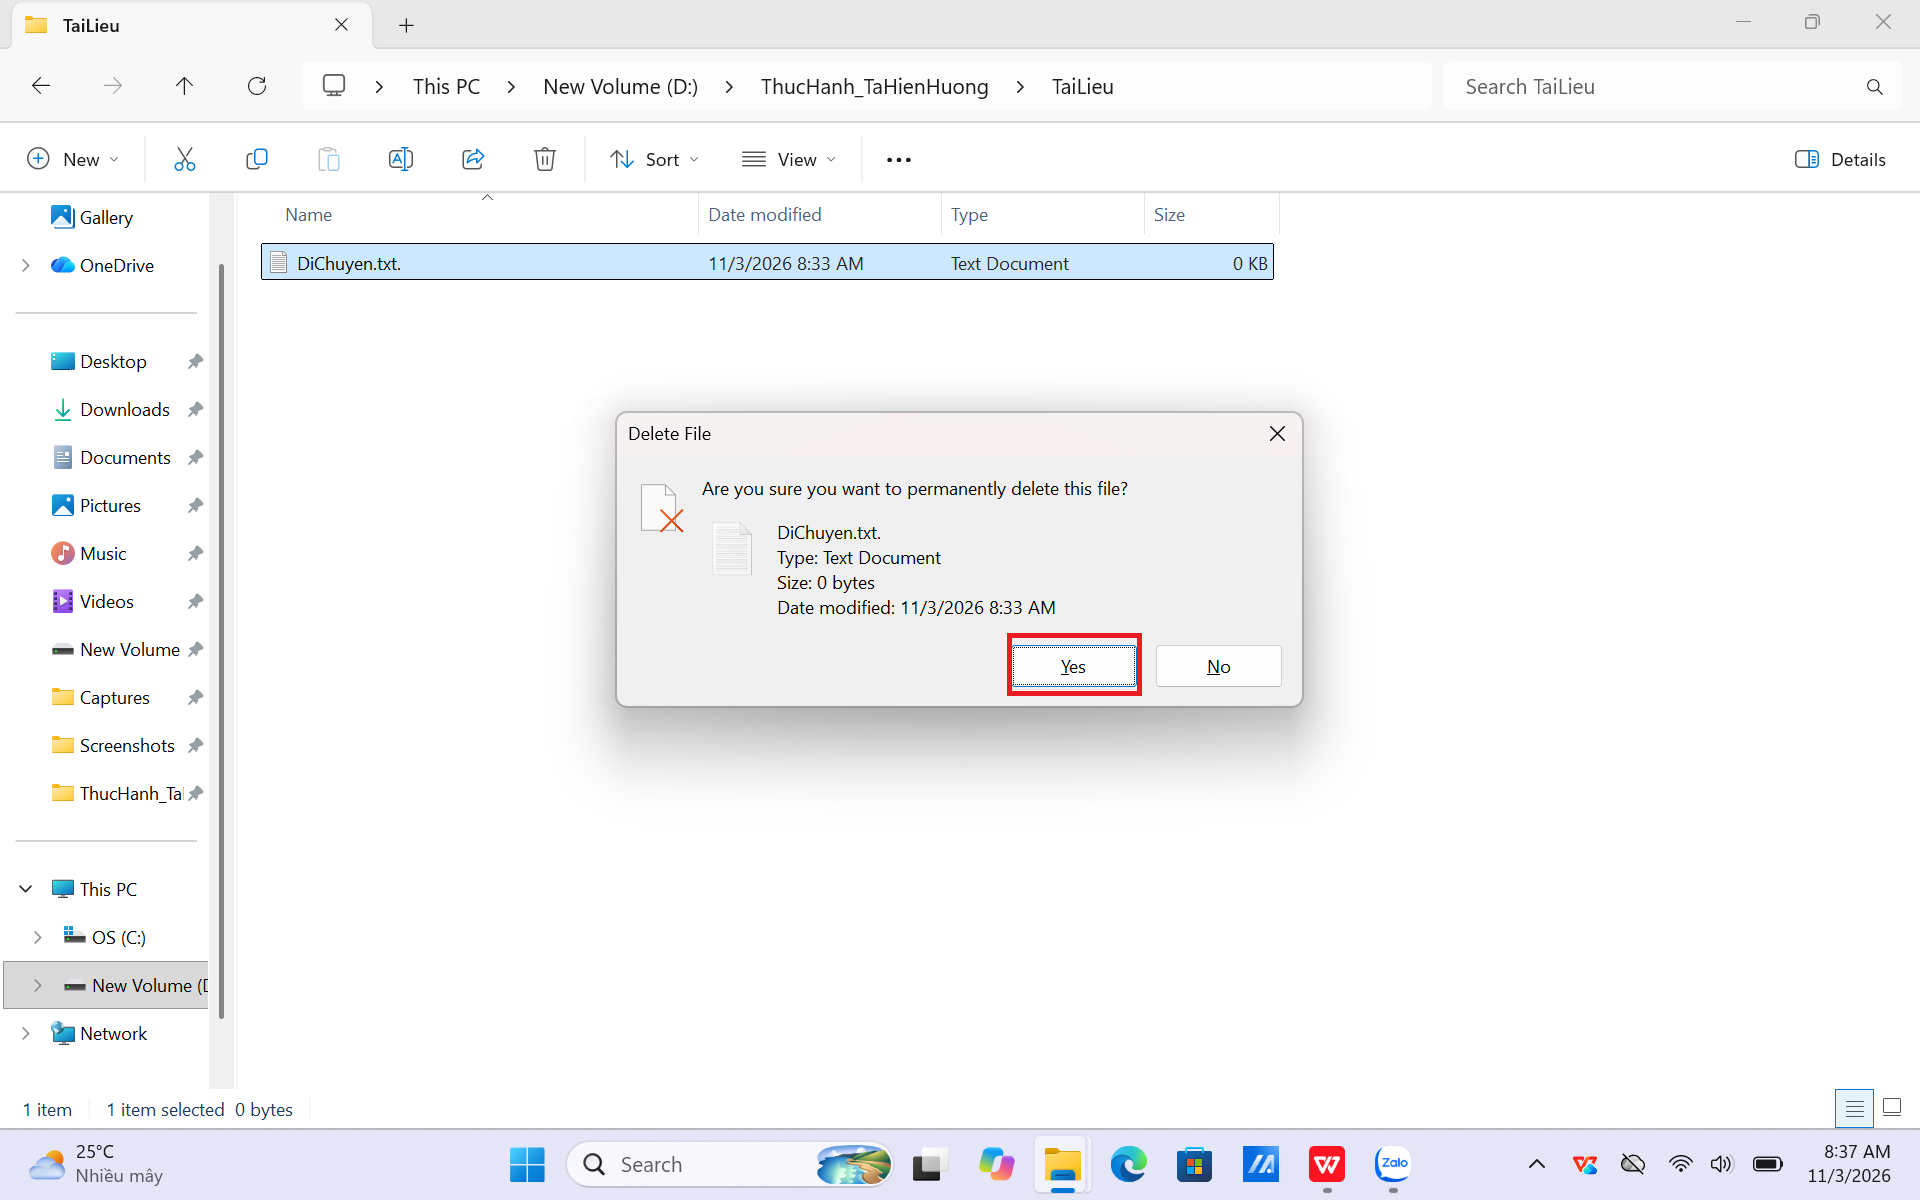 TaiLieu
This PC
New Volume (D:)
ThucHanh_TaHienHuong
TaiLieu
Search TaiLieu
New
Sort
View
Details
Gallery
OneDrive
Desktop
Downloads
Documents
Pictures
Music
Videos
New Volume
Captures
Screenshots
ThucHanh_Ta
This PC
OS (C:)
New Volume (D
Network
Name
Date modified
Type
Size
DiChuyen.txt.
11/3/2026 8:33 AM
Text Document
0 KB
Delete File
Are you sure you want to permanently delete this file?
DiChuyen.txt.
Type: Text Document
Size: 0 bytes
Date modified: 11/3/2026 8:33 AM
Yes
No
1 item
1 item selected 0 bytes
25°C
Nhiều mây
Search
Zalo
8:37 AM
11/3/2026